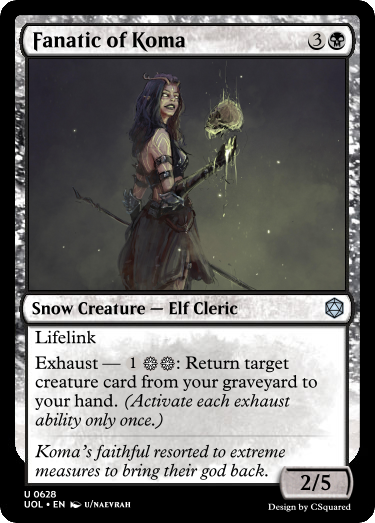 Fanatic of Koma 3
Snow Creature — Elf Cleric
Lifelink
Exhaust — 1 : Return target
creature card from your graveyard to
your hand. (Activate each exhaust
ability only once.)
Koma's faithful resorted to extreme
measures to bring their god back.
2/5
U 0628
UOL • EN U/NAEVRAH
Design by CSquared